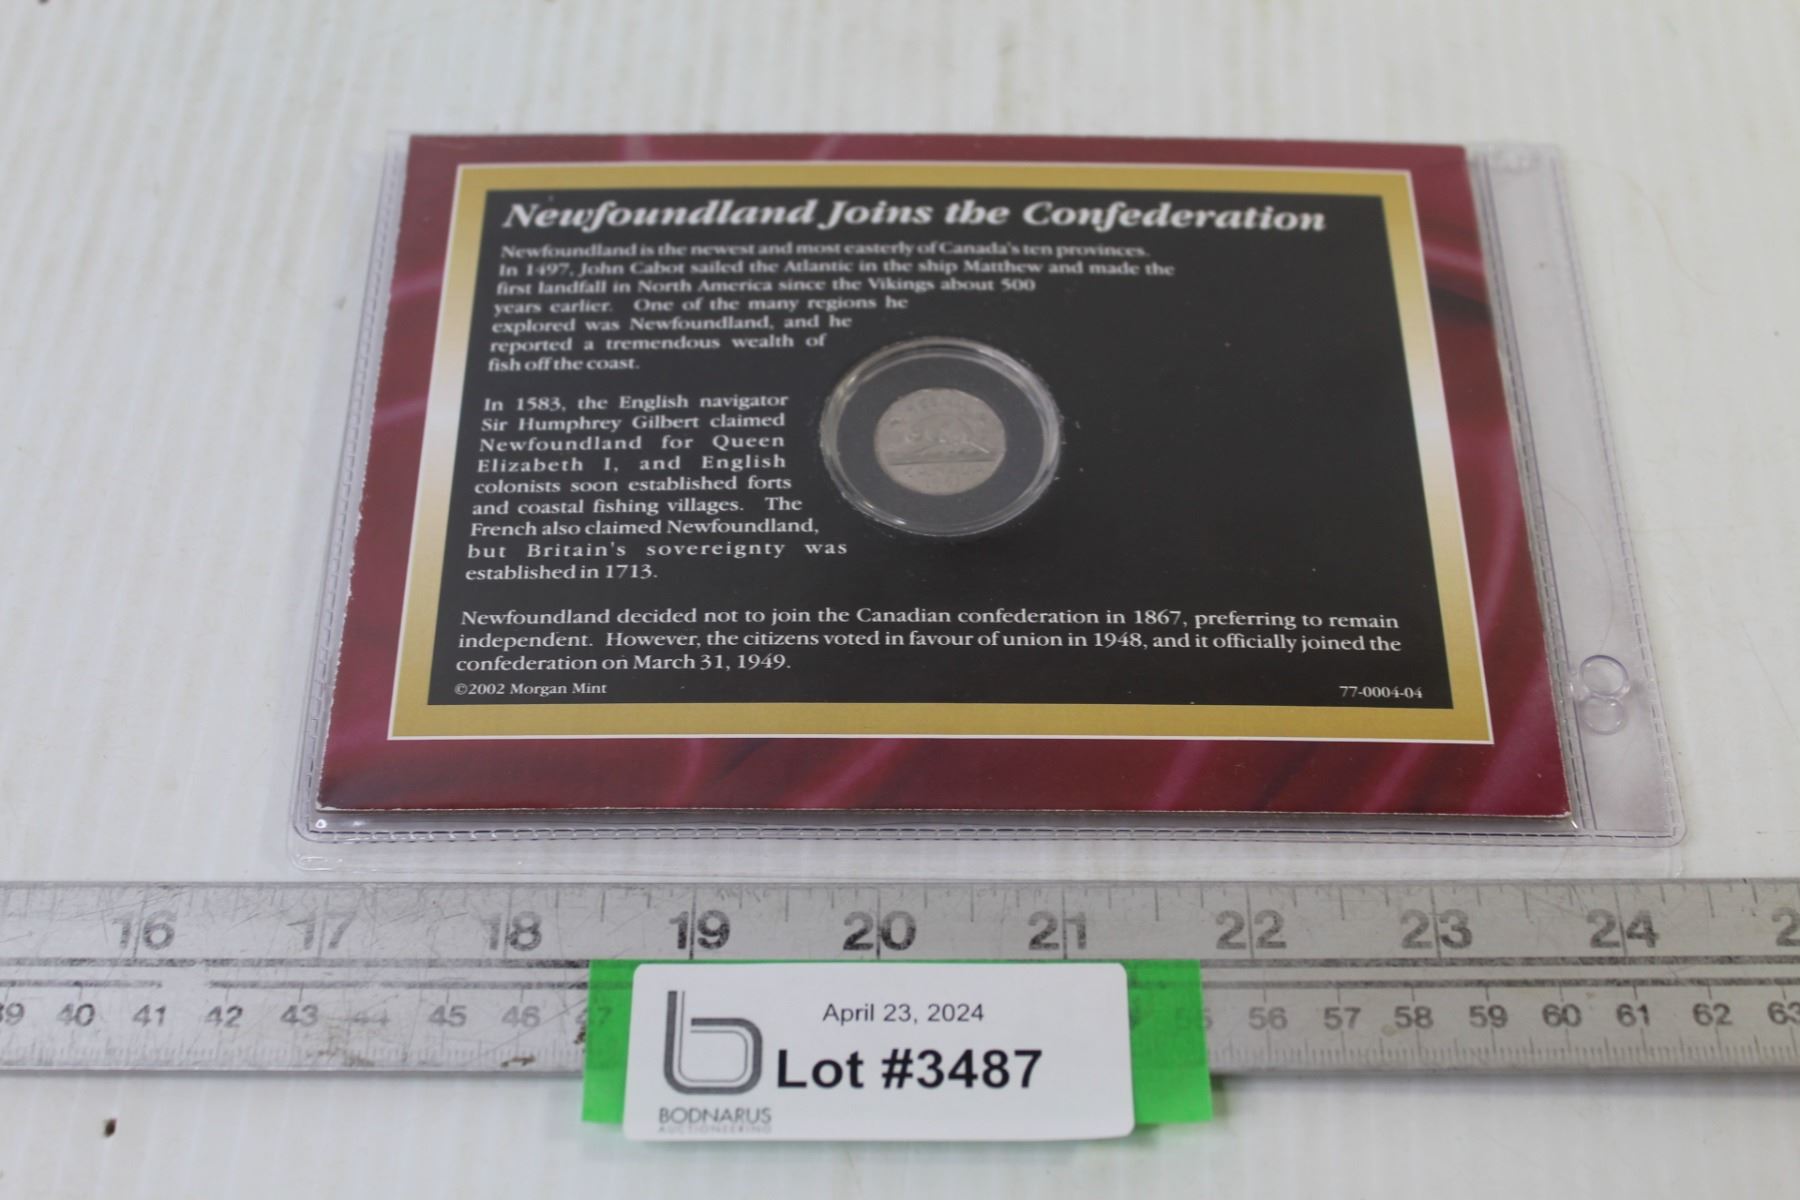 Newfoundland Joins the Confederation
Newfoundland is the newest and most easterly of Canada's ten provinces.
In 1497, John Cabot sailed the Atlantic in the ship Matthew and made the
first landfall in North America since the Vikings about 500
years earlier. One of the many regions he
explored was Newfoundland, and he
reported a tremendous wealth of
fish off the coast.
In 1583, the English navigator
Sir Humphrey Gilbert claimed
Newfoundland for Queen
Elizabeth I, and English
colonists soon established forts
and coastal fishing villages. The
French also claimed Newfoundland,
but Britain's sovereignty was
established in 1713.
Newfoundland decided not to join the Canadian confederation in 1867, preferring to remain
independent. However, the citizens voted in favour of union in 1948, and it officially joined the
confederation on March 31, 1949.
©2002 Morgan Mint 77-0004-04
16 17 18 19 20 21 22 23 24
40 41 42 43 44 45 46 56 57 58 59 60 61 62 63
April 23, 2024
Lot #3487
BODNARUS
AUCTIONEERING